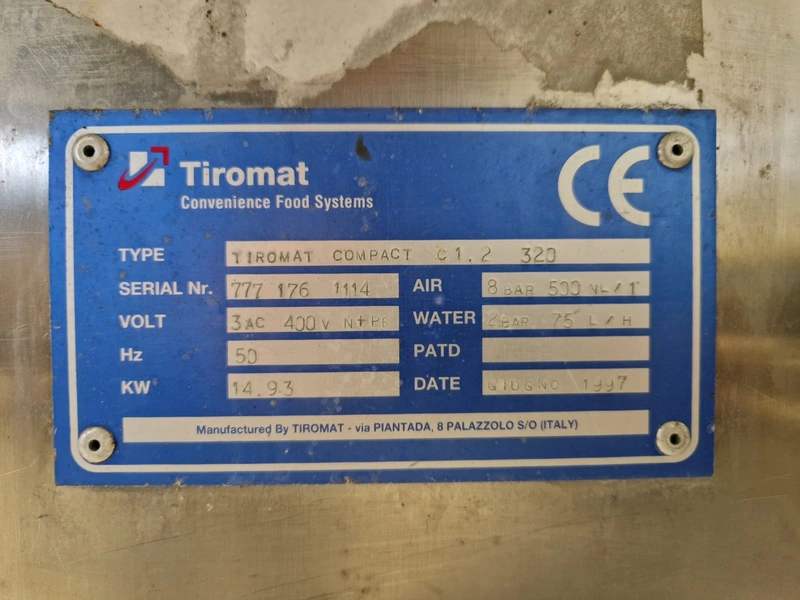 Tiromat
Convenience Food Systems
CE
TYPE TIROMAT COMPACT C1.2 320
SERIAL Nr. 777 176 1114 AIR 8 BAR 500 NL/1'
VOLT 3AC 400V N+PE WATER 2 BAR 75 L/H
Hz 50 PATD
KW 14.93 DATE GIUGNO 1997
Manufactured By TIROMAT - via PIANTADA, 8 PALAZZOLO S/O (ITALY)